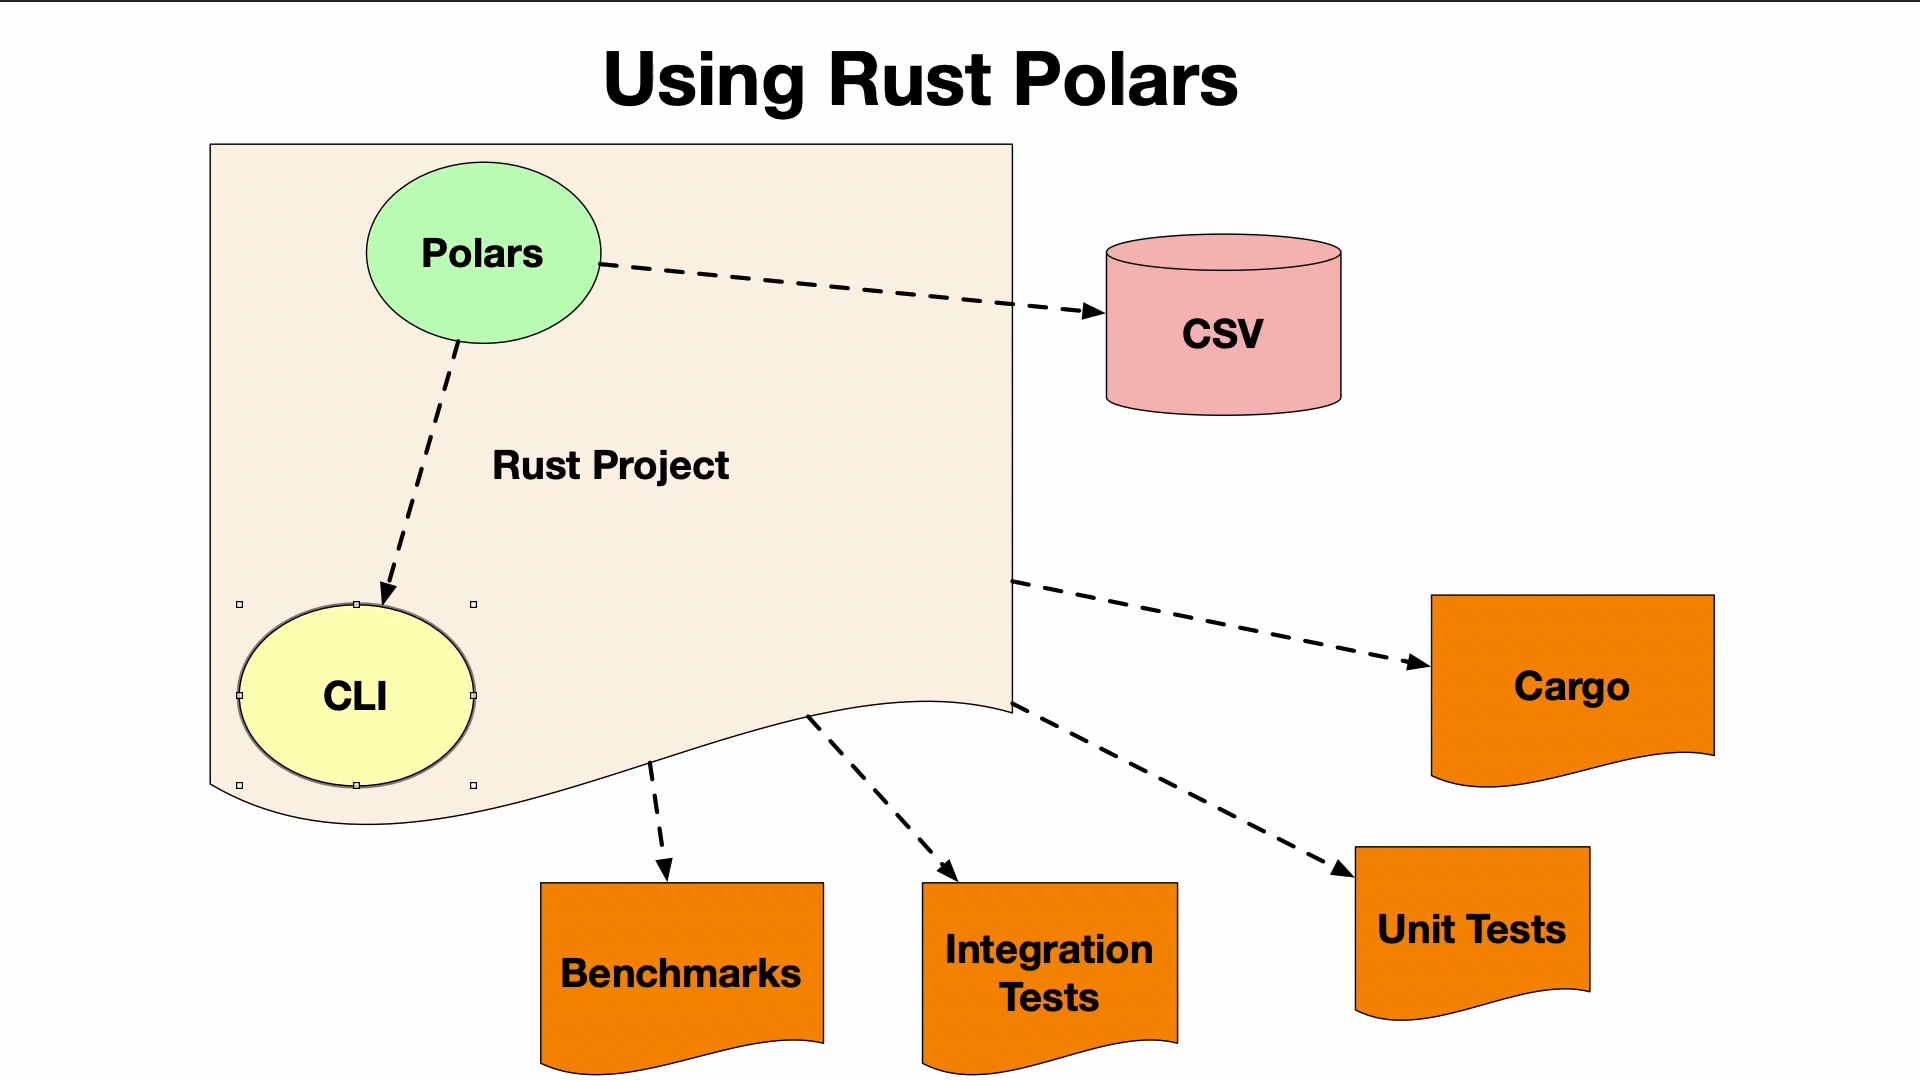 Using Rust Polars
Polars
CSV
Rust Project
CLI
Cargo
Unit Tests
Benchmarks
Integration
Tests